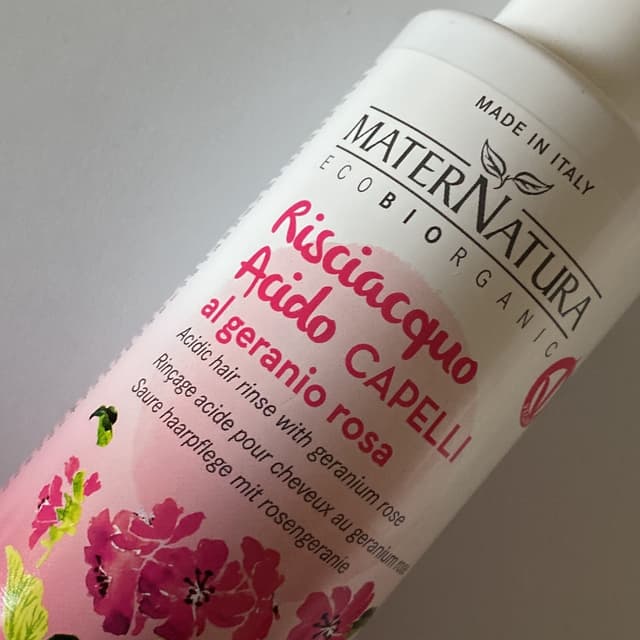 MADE IN ITALY
MATERNATURA
ECOBIORGANIC
Risciacquo
Acido CAPELLI
al geranio rosa
Acidic hair rinse with geranium rose
Rinçage acide pour cheveux au geranium rosa
Saure haarpflege mit rosengeranie